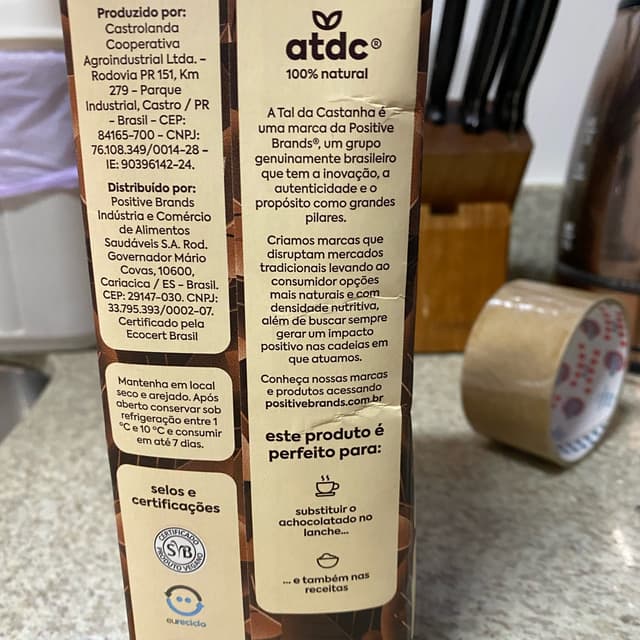 Produzido por:
Castrolanda
Cooperativa
Agroindustrial Ltda. –
Rodovia PR 151, Km
279 – Parque
Industrial, Castro / PR
- Brasil – CEP:
84165-700 – CNPJ:
76.108.349/0014-28 –
IE: 90396142-24.
Distribuído por:
Positive Brands
Indústria e Comércio
de Alimentos
Saudáveis S.A. Rod.
Governador Mário
Covas, 10600,
Cariacica / ES - Brasil.
CEP: 29147-030. CNPJ:
33.795.393/0002-07.
Certificado pela
Ecocert Brasil
Mantenha em local
seco e arejado. Após
aberto conservar sob
refrigeração entre 1
°C e 10 °C e consumir
em até 7 dias.
selos e
certificações
CERTIFICADO
SVB
PRODUTO VEGANO
eureciclo
atdc®
100% natural
A Tal da Castanha é
uma marca da Positive
Brands®, um grupo
genuinamente brasileiro
que tem a inovação, a
autenticidade e o
propósito como grandes
pilares.
Criamos marcas que
disruptam mercados
tradicionais levando ao
consumidor opções
mais naturais e com
densidade nutritiva,
além de buscar sempre
gerar um impacto
positivo nas cadeias em
que atuamos.
Conheça nossas marcas
e produtos acessando
positivebrands.com.br
este produto é
perfeito para:
substituir o
achocolatado no
lanche...
... e também nas
receitas